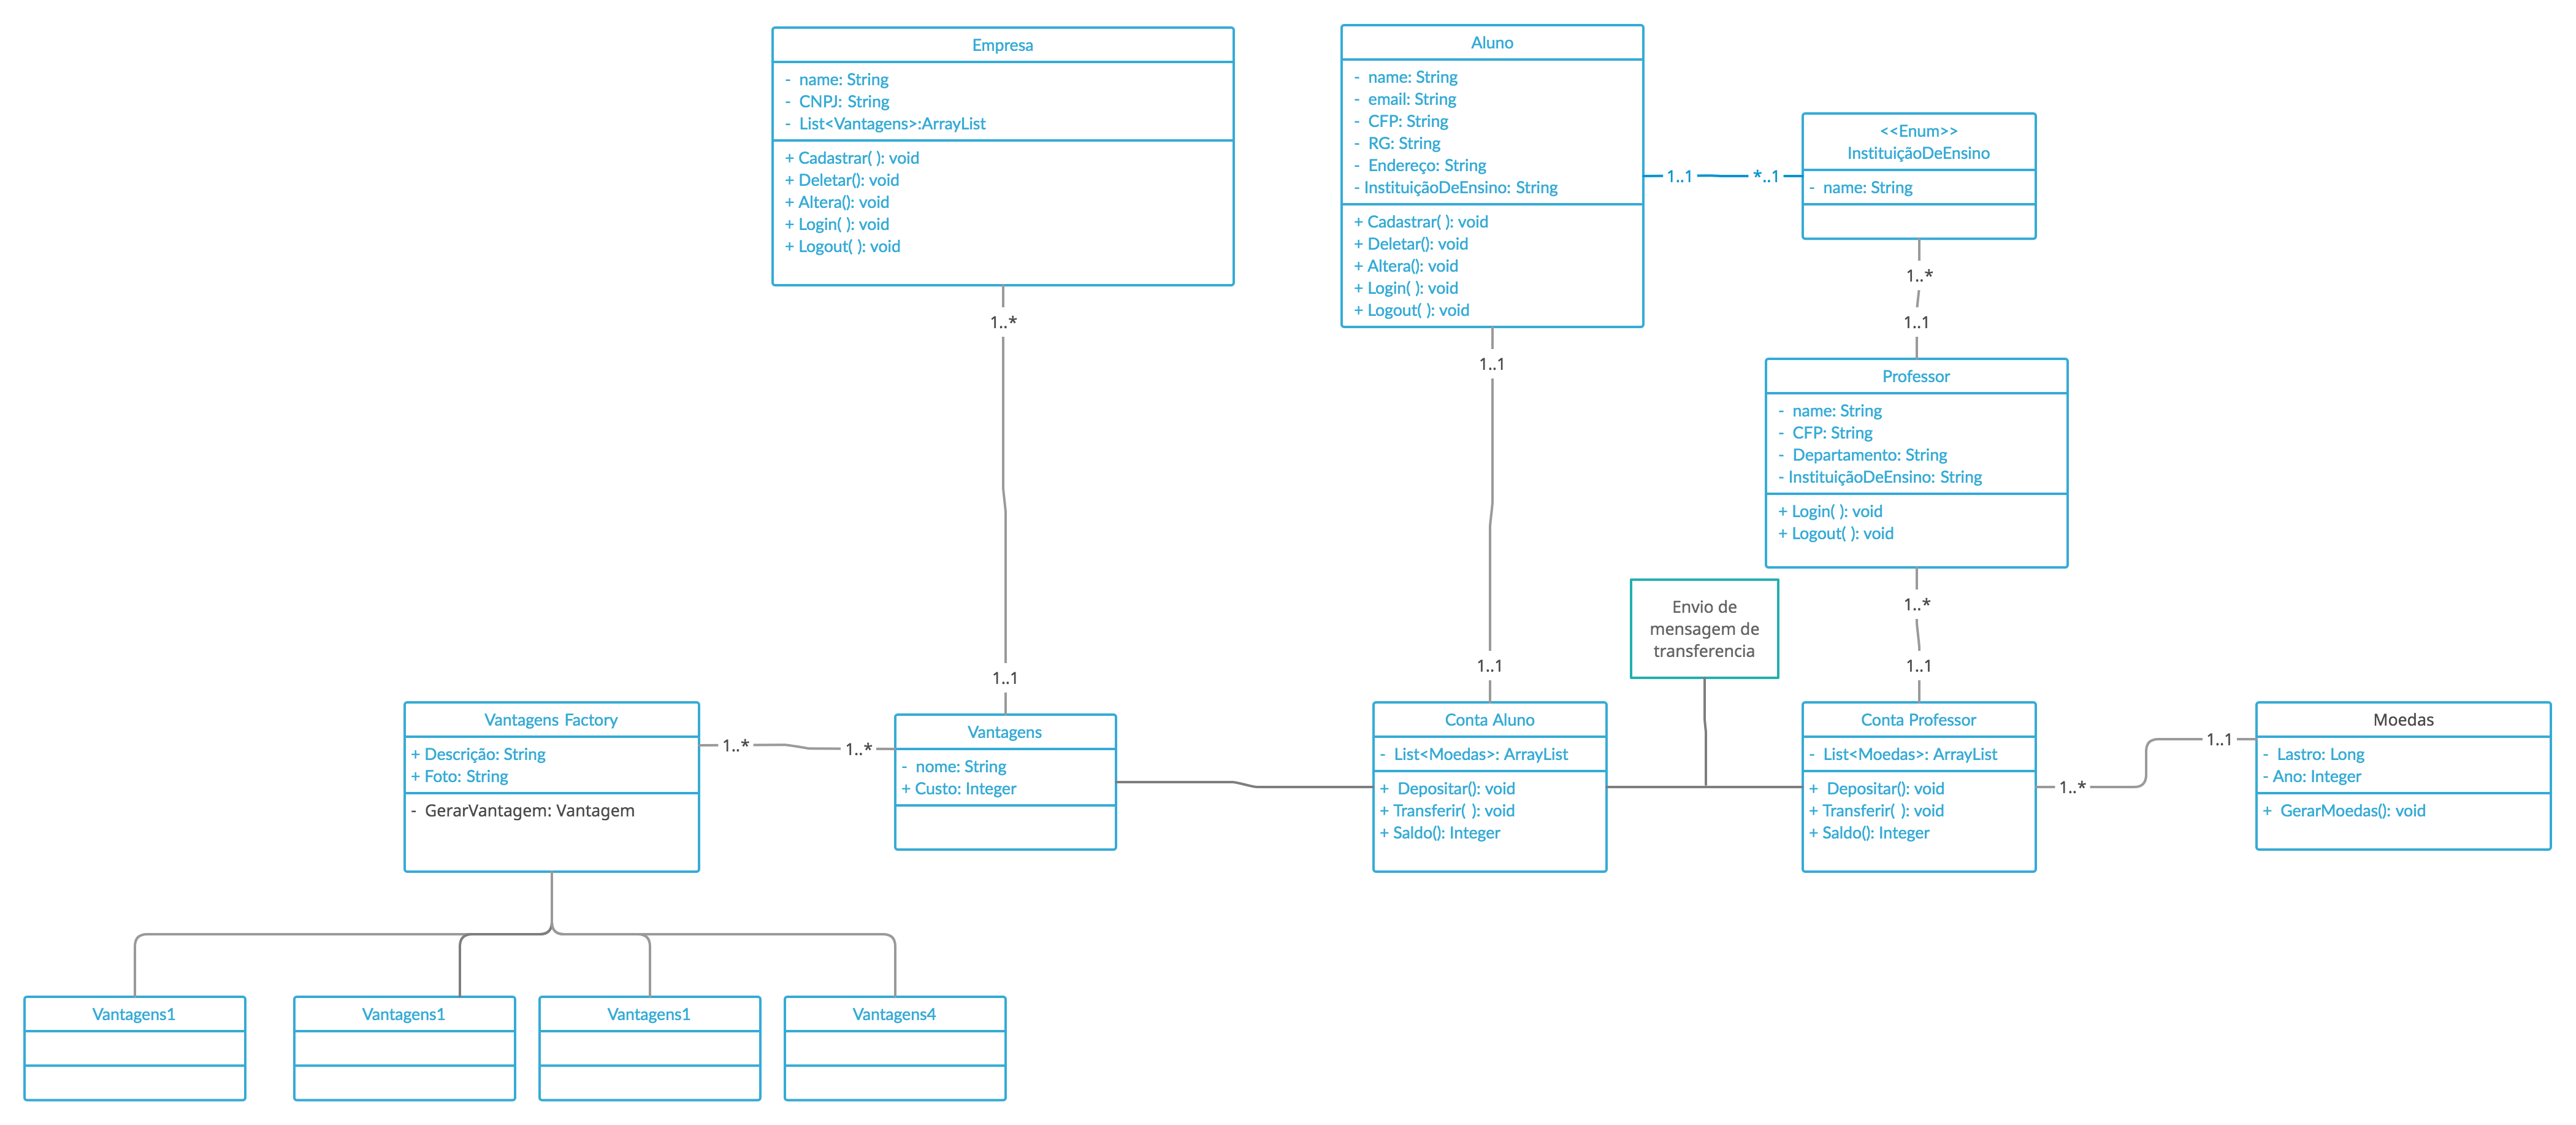 Empresa
- name: String
- CNPJ: String
- List<Vantagens>:ArrayList
+ Cadastrar( ): void
+ Deletar(): void
+ Altera(): void
+ Login( ): void
+ Logout( ): void
Aluno
- name: String
- email: String
- CFP: String
- RG: String
- Endereço: String
- InstituiçãoDeEnsino: String
+ Cadastrar( ): void
+ Deletar(): void
+ Altera(): void
+ Login( ): void
+ Logout( ): void
1..1
*..1
<<Enum>>
InstituiçãoDeEnsino
- name: String
1..*
1..1
Professor
- name: String
- CFP: String
- Departamento: String
- InstituiçãoDeEnsino: String
+ Login( ): void
+ Logout( ): void
1..*
1..1
1..*
1..1
1..1
1..1
Envio de
mensagem de
transferencia
Vantagens Factory
+ Descrição: String
+ Foto: String
- GerarVantagem: Vantagem
1..*
1..*
Vantagens
- nome: String
+ Custo: Integer
Conta Aluno
- List<Moedas>: ArrayList
+ Depositar(): void
+ Transferir( ): void
+ Saldo(): Integer
Conta Professor
- List<Moedas>: ArrayList
+ Depositar(): void
+ Transferir( ): void
+ Saldo(): Integer
1..*
1..1
Moedas
- Lastro: Long
- Ano: Integer
+ GerarMoedas(): void
Vantagens1
Vantagens1
Vantagens1
Vantagens4